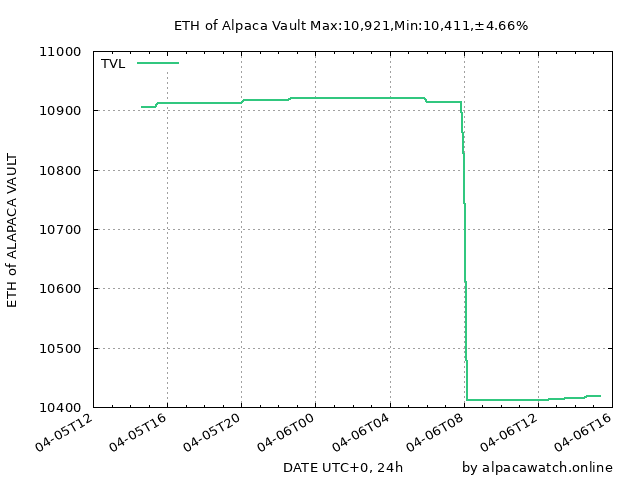 ETH of Alpaca Vault Max:10,921,Min:10,411,±4.66%
TVL
11000
10900
10800
10700
10600
10500
10400
ETH of ALAPACA VAULT
04-05T12 04-05T16 04-05T20 04-06T00 04-06T04 04-06T08 04-06T12 04-06T16
DATE UTC+0, 24h by alpacawatch.online